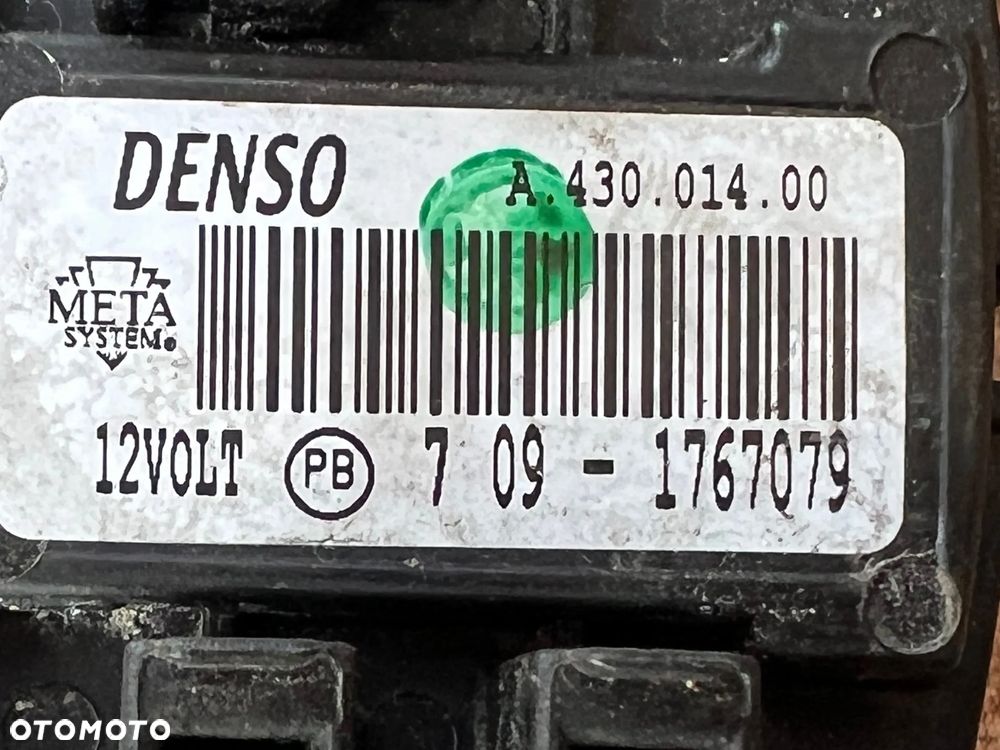 DENSO A.430.014.00
META
SYSTEM®
12VOLT PB 7 09 - 1767079
OTOMOTO